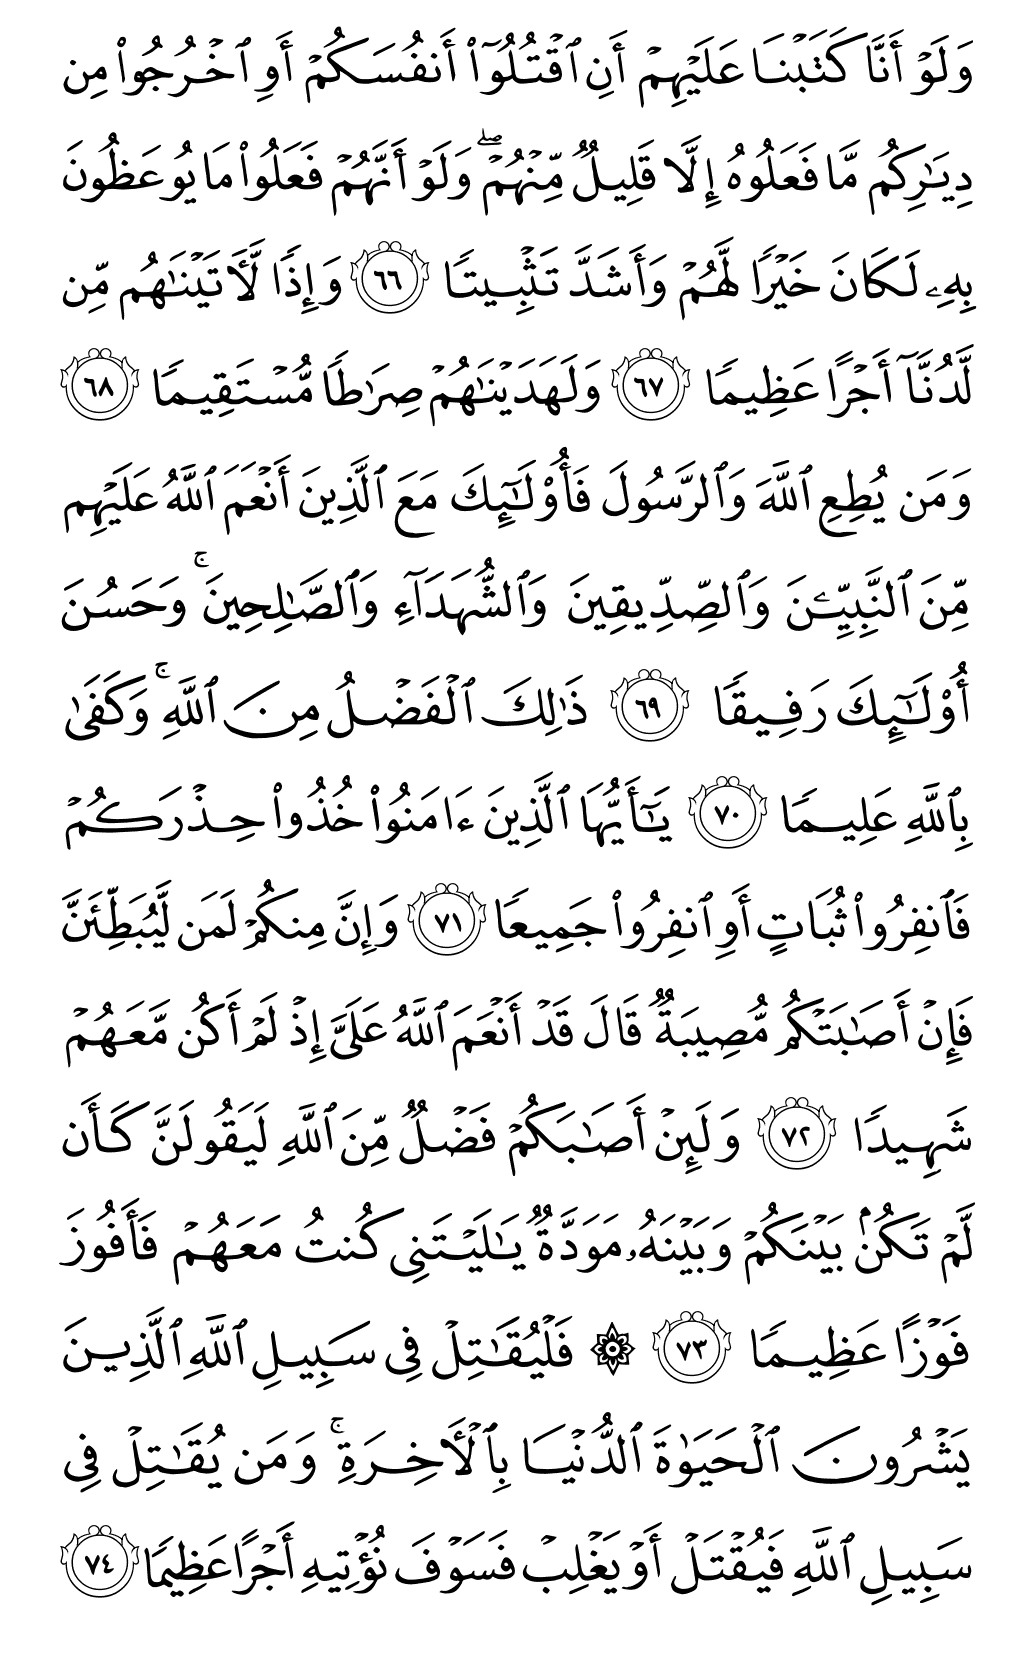 وَلَوۡ أَنَّا كَتَبۡنَا عَلَيۡهِمۡ أَنِ ٱقۡتُلُوٓاْ أَنفُسَكُمۡ أَوِ ٱخۡرُجُواْ مِن
دِيَٰرِكُم مَّا فَعَلُوهُ إِلَّا قَلِيلٞ مِّنۡهُمۡۖ وَلَوۡ أَنَّهُمۡ فَعَلُواْ مَا يُوعَظُونَ
بِهِۦ لَكَانَ خَيۡرٗا لَّهُمۡ وَأَشَدَّ تَثۡبِيتٗا ٦٦ وَإِذٗا لَّأٓتَيۡنَٰهُم مِّن
لَّدُنَّآ أَجۡرًا عَظِيمٗا ٦٧ وَلَهَدَيۡنَٰهُمۡ صِرَٰطٗا مُّسۡتَقِيمٗا ٦٨
وَمَن يُطِعِ ٱللَّهَ وَٱلرَّسُولَ فَأُوْلَٰٓئِكَ مَعَ ٱلَّذِينَ أَنۡعَمَ ٱللَّهُ عَلَيۡهِم
مِّنَ ٱلنَّبِيِّـۧنَ وَٱلصِّدِّيقِينَ وَٱلشُّهَدَآءِ وَٱلصَّٰلِحِينَۚ وَحَسُنَ
أُوْلَٰٓئِكَ رَفِيقٗا ٦٩ ذَٰلِكَ ٱلۡفَضۡلُ مِنَ ٱللَّهِۚ وَكَفَىٰ
بِٱللَّهِ عَلِيمٗا ٧٠ يَٰٓأَيُّهَا ٱلَّذِينَ ءَامَنُواْ خُذُواْ حِذۡرَكُمۡ
فَٱنفِرُواْ ثُبَاتٍ أَوِ ٱنفِرُواْ جَمِيعٗا ٧١ وَإِنَّ مِنكُمۡ لَمَن لَّيُبَطِّئَنَّ
فَإِنۡ أَصَٰبَتۡكُم مُّصِيبَةٞ قَالَ قَدۡ أَنۡعَمَ ٱللَّهُ عَلَيَّ إِذۡ لَمۡ أَكُن مَّعَهُمۡ
شَهِيدٗا ٧٢ وَلَئِنۡ أَصَٰبَكُمۡ فَضۡلٞ مِّنَ ٱللَّهِ لَيَقُولَنَّ كَأَن
لَّمۡ تَكُنۢ بَيۡنَكُمۡ وَبَيۡنَهُۥ مَوَدَّةٞ يَٰلَيۡتَنِي كُنتُ مَعَهُمۡ فَأَفُوزَ
فَوۡزًا عَظِيمٗا ٧٣ ۞ فَلۡيُقَٰتِلۡ فِي سَبِيلِ ٱللَّهِ ٱلَّذِينَ
يَشۡرُونَ ٱلۡحَيَوٰةَ ٱلدُّنۡيَا بِٱلۡأٓخِرَةِۚ وَمَن يُقَٰتِلۡ فِي
سَبِيلِ ٱللَّهِ فَيُقۡتَلۡ أَوۡ يَغۡلِبۡ فَسَوۡفَ نُؤۡتِيهِ أَجۡرًا عَظِيمٗا ٧٤